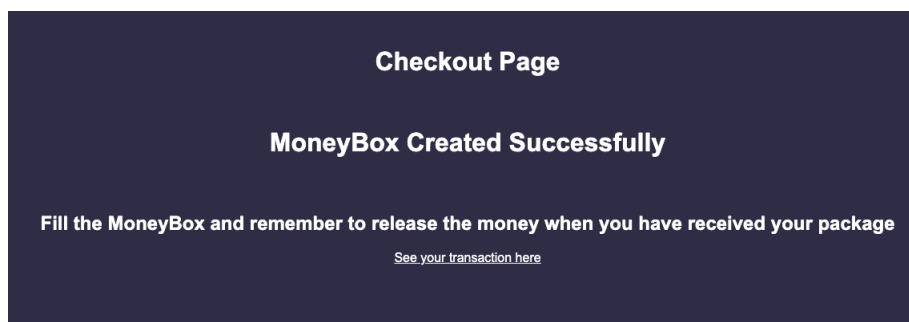 Checkout Page
MoneyBox Created Successfully
Fill the MoneyBox and remember to release the money when you have received your package
See your transaction here